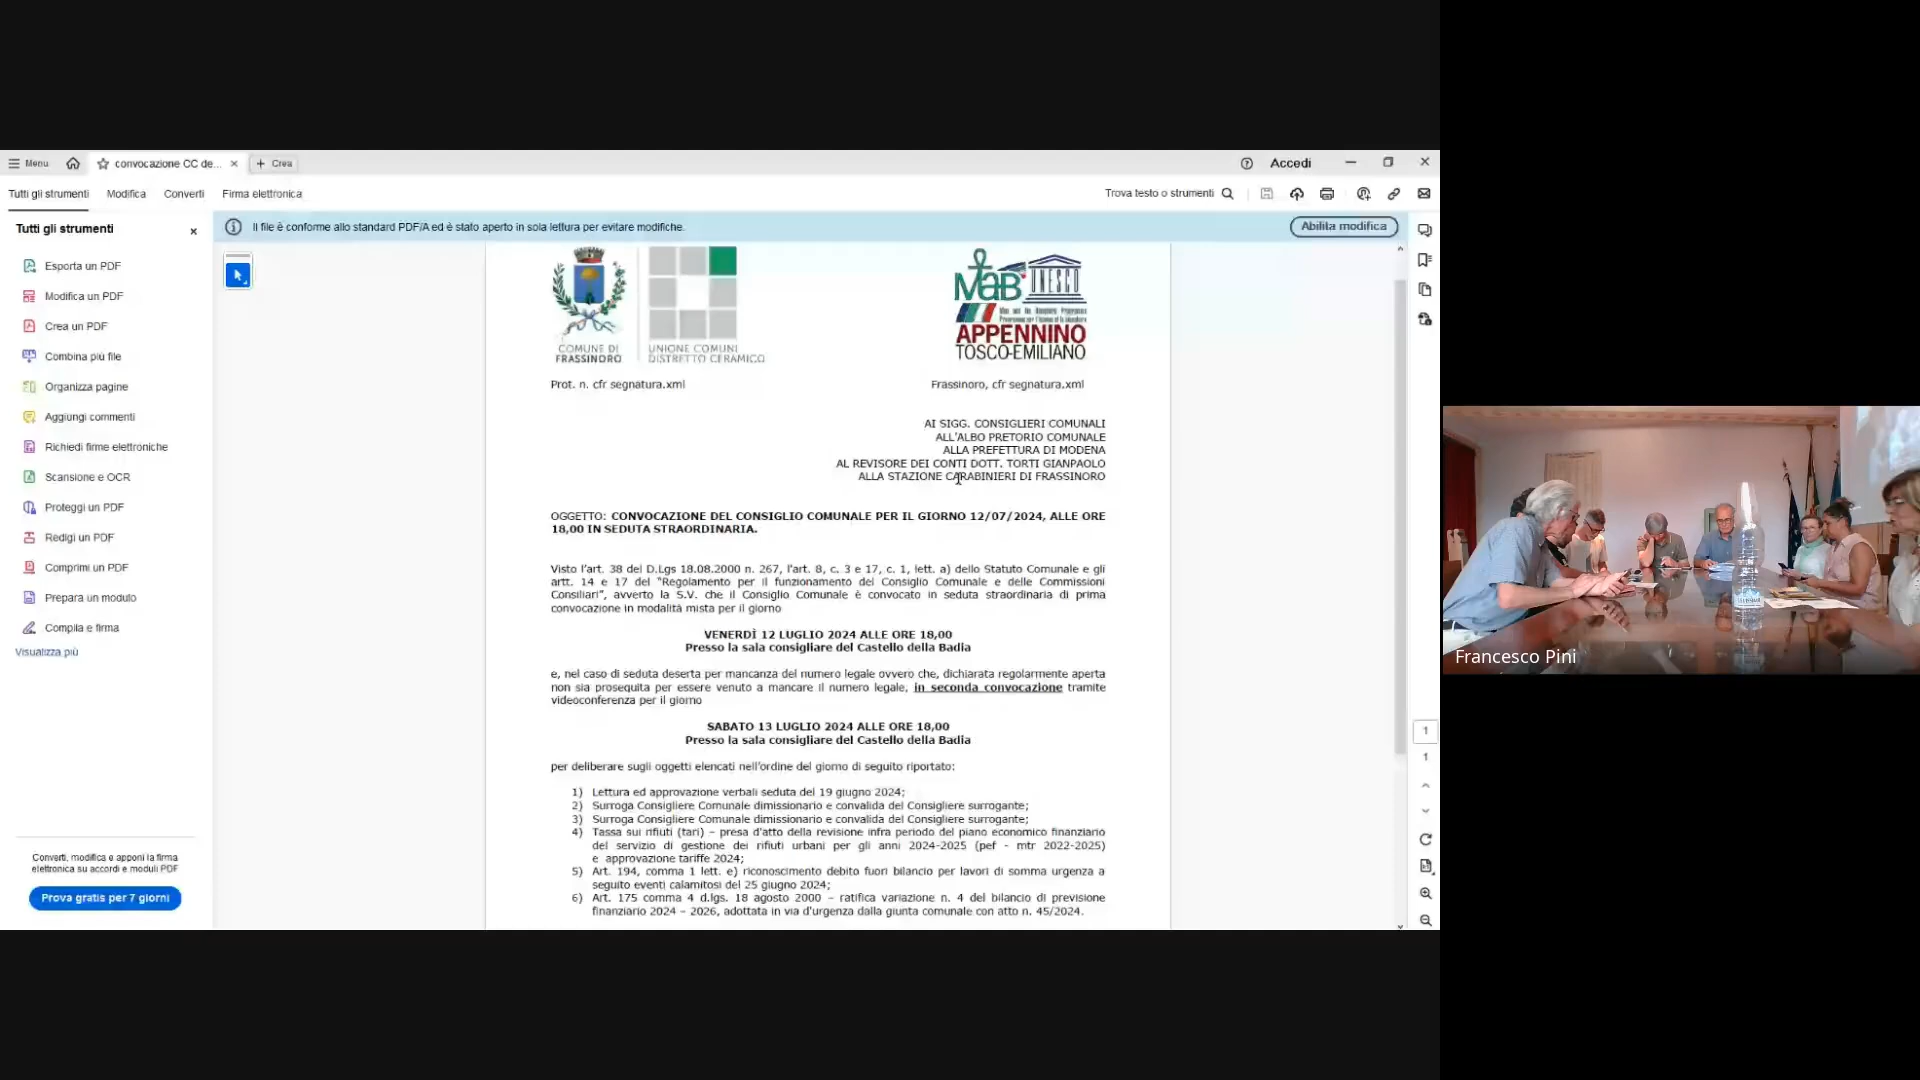 Menu
convocazione CC de...
Crea
Accedi
Tutti gli strumenti
Modifica
Converti
Firma elettronica
Trova testo o strumenti
Tutti gli strumenti
Il file è conforme allo standard PDF/A ed è stato aperto in sola lettura per evitare modifiche.
Abilita modifica
Esporta un PDF
Modifica un PDF
Crea un PDF
Combina più file
Organizza pagine
Aggiungi commenti
Richiedi firme elettroniche
Scansione e OCR
Proteggi un PDF
Redigi un PDF
Comprimi un PDF
Prepara un modulo
Compila e firma
Visualizza più
Converti, modifica e apponi la firma
elettronica su accordi e moduli PDF
Prova gratis per 7 giorni
COMUNE DI
FRASSINORO
UNIONE COMUNI
DISTRETTO CERAMICO
MaB
UNESCO
APPENNINO
TOSCO-EMILIANO
Prot. n. cfr segnatura.xml
Frassinoro, cfr segnatura.xml
AI SIGG. CONSIGLIERI COMUNALI
ALL'ALBO PRETORIO COMUNALE
ALLA PREFETTURA DI MODENA
AL REVISORE DEI CONTI DOTT. TORTI GIANPAOLO
ALLA STAZIONE CARABINIERI DI FRASSINORO
OGGETTO: CONVOCAZIONE DEL CONSIGLIO COMUNALE PER IL GIORNO 12/07/2024, ALLE ORE
18,00 IN SEDUTA STRAORDINARIA.
Visto l'art. 38 del D.Lgs 18.08.2000 n. 267, l'art. 8, c. 3 e 17, c. 1, lett. a) dello Statuto Comunale e gli
artt. 14 e 17 del "Regolamento per il funzionamento del Consiglio Comunale e delle Commissioni
Consiliari", avverto la S.V. che il Consiglio Comunale è convocato in seduta straordinaria di prima
convocazione in modalità mista per il giorno
VENERDÌ 12 LUGLIO 2024 ALLE ORE 18,00
Presso la sala consigliare del Castello della Badia
e, nel caso di seduta deserta per mancanza del numero legale ovvero che, dichiarata regolarmente aperta
non sia proseguita per essere venuto a mancare il numero legale, in seconda convocazione tramite
videoconferenza per il giorno
SABATO 13 LUGLIO 2024 ALLE ORE 18,00
Presso la sala consigliare del Castello della Badia
per deliberare sugli oggetti elencati nell'ordine del giorno di seguito riportato:
1) Lettura ed approvazione verbali seduta del 19 giugno 2024;
2) Surroga Consigliere Comunale dimissionario e convalida del Consigliere surrogante;
3) Surroga Consigliere Comunale dimissionario e convalida del Consigliere surrogante;
4) Tassa sui rifiuti (tari) – presa d'atto della revisione infra periodo del piano economico finanziario
del servizio di gestione dei rifiuti urbani per gli anni 2024-2025 (pef - mtr 2022-2025)
e approvazione tariffe 2024;
5) Art. 194, comma 1 lett. e) riconoscimento debito fuori bilancio per lavori di somma urgenza a
seguito eventi calamitosi del 25 giugno 2024;
6) Art. 175 comma 4 d.lgs. 18 agosto 2000 – ratifica variazione n. 4 del bilancio di previsione
finanziario 2024 – 2026, adottata in via d'urgenza dalla giunta comunale con atto n. 45/2024.
1
1
Francesco Pini